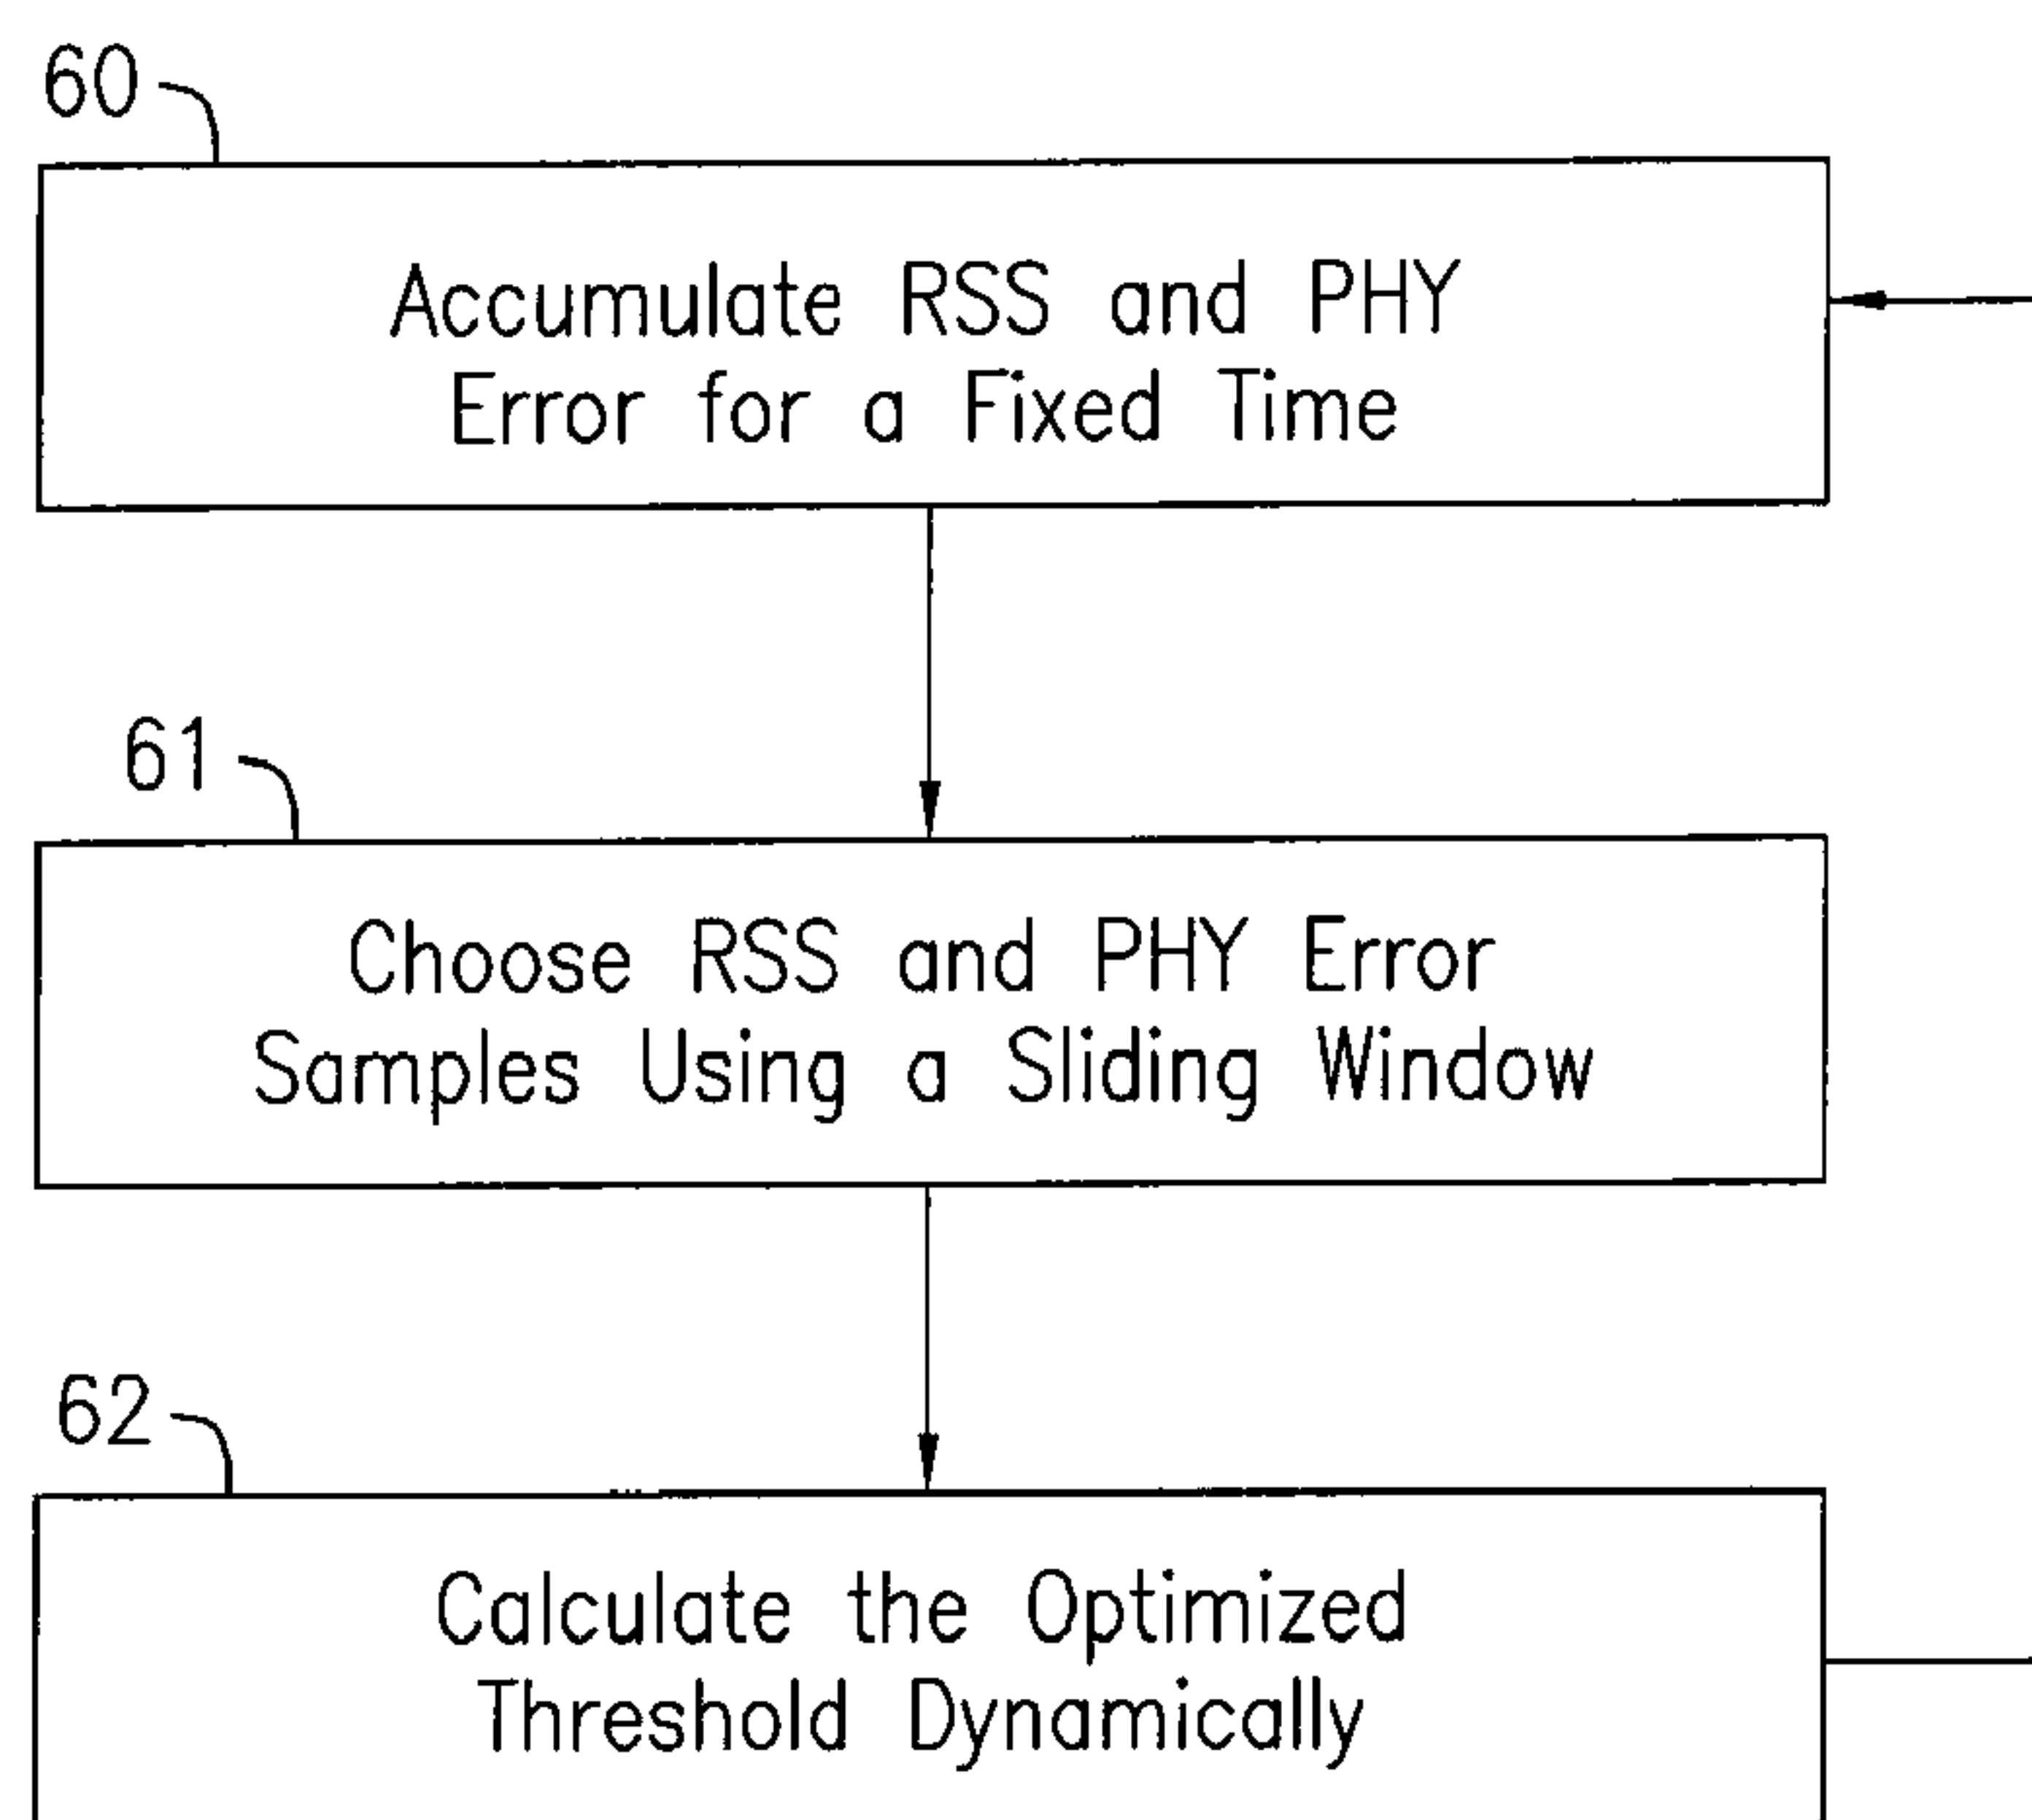 60
Accumulate RSS and PHY
Error for a Fixed Time
61
Choose RSS and PHY Error
Samples Using a Sliding Window
62
Calculate the Optimized
Threshold Dynamically